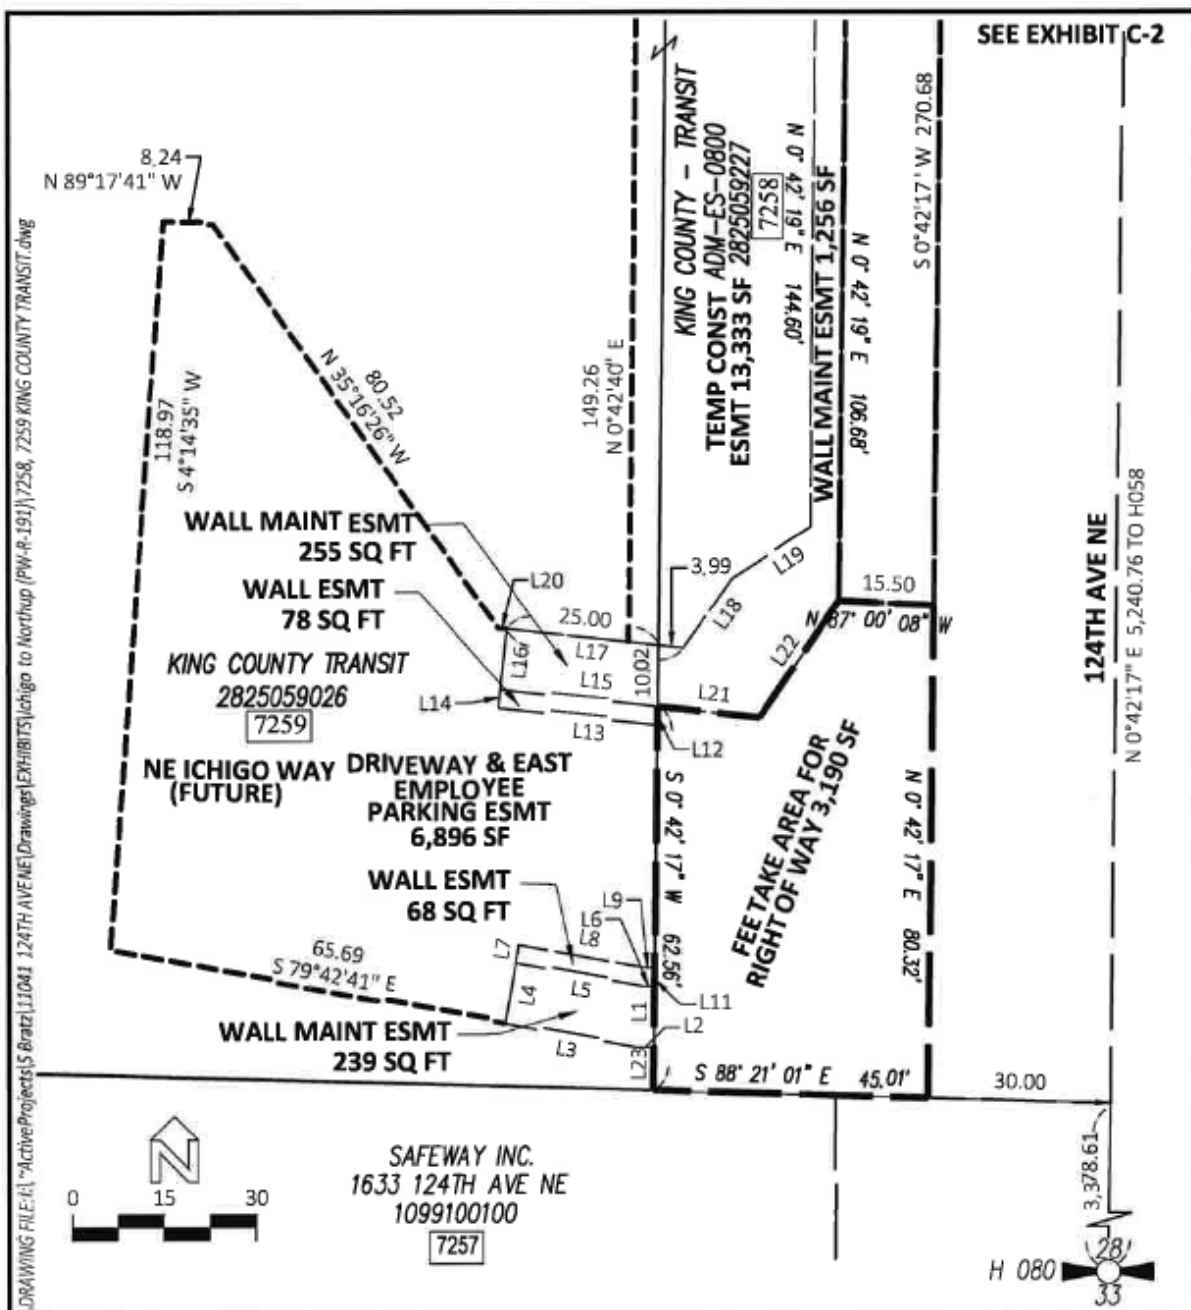 SEE EXHIBIT C-2
8.24
N 89°17'41" W
118.97
S 4°14'35" W
80.52
N 35°16'26" W
149.26
N 0°42'40" E
KING COUNTY - TRANSIT
TEMP CONST ADM-ES-0800
ESMT 13,333 SF 2825059227
7258
N 0° 42' 19" E 144.60'
WALL MAINT ESMT 1,256 SF
N 0° 42' 19" E 106.68'
S 0°42'17" W 270.68
124TH AVE NE
N 0°42'17" E 5,240.76 TO H058
WALL MAINT ESMT
255 SQ FT
WALL ESMT
78 SQ FT
L20
25.00
L17
L16
L15
10.02
3.99
L18
L19
15.50
N 87° 00' 08" W
L22
L21
L14
L13
L12
KING COUNTY TRANSIT
2825059026
7259
NE ICHIGO WAY
(FUTURE)
DRIVEWAY & EAST
EMPLOYEE
PARKING ESMT
6,896 SF
S 0° 42' 17" W 62.56'
FEE TAKE AREA FOR
RIGHT OF WAY 3,190 SF
N 0° 42' 17" E 80.32'
WALL ESMT
68 SQ FT
L9
L6
L8
L7
L5
L4
L1
L11
L2
L3
L23
65.69
S 79°42'41" E
WALL MAINT ESMT
239 SQ FT
S 88° 21' 01" E 45.01'
30.00
3,378.61
N
0 15 30
SAFEWAY INC.
1633 124TH AVE NE
1099100100
7257
H 080
28
33
DRAWING FILE:t:\~ActiveProjects\S Bratz\11041 124TH AVE NE\Drawings\EXHIBITS\Ichigo to Northup (PW-R-191)\7258, 7259 KING COUNTY TRANSIT.dwg